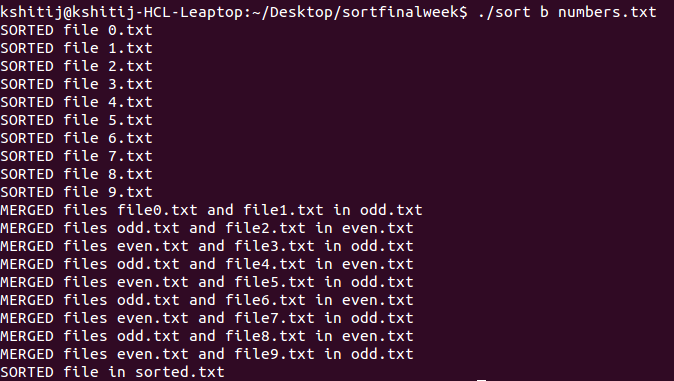 kshitij@kshitij-HCL-Leaptop:~/Desktop/sortfinalweek$ ./sort b numbers.txt
SORTED file 0.txt
SORTED file 1.txt
SORTED file 2.txt
SORTED file 3.txt
SORTED file 4.txt
SORTED file 5.txt
SORTED file 6.txt
SORTED file 7.txt
SORTED file 8.txt
SORTED file 9.txt
MERGED files file0.txt and file1.txt in odd.txt
MERGED files odd.txt and file2.txt in even.txt
MERGED files even.txt and file3.txt in odd.txt
MERGED files odd.txt and file4.txt in even.txt
MERGED files even.txt and file5.txt in odd.txt
MERGED files odd.txt and file6.txt in even.txt
MERGED files even.txt and file7.txt in odd.txt
MERGED files odd.txt and file8.txt in even.txt
MERGED files even.txt and file9.txt in odd.txt
SORTED file in sorted.txt